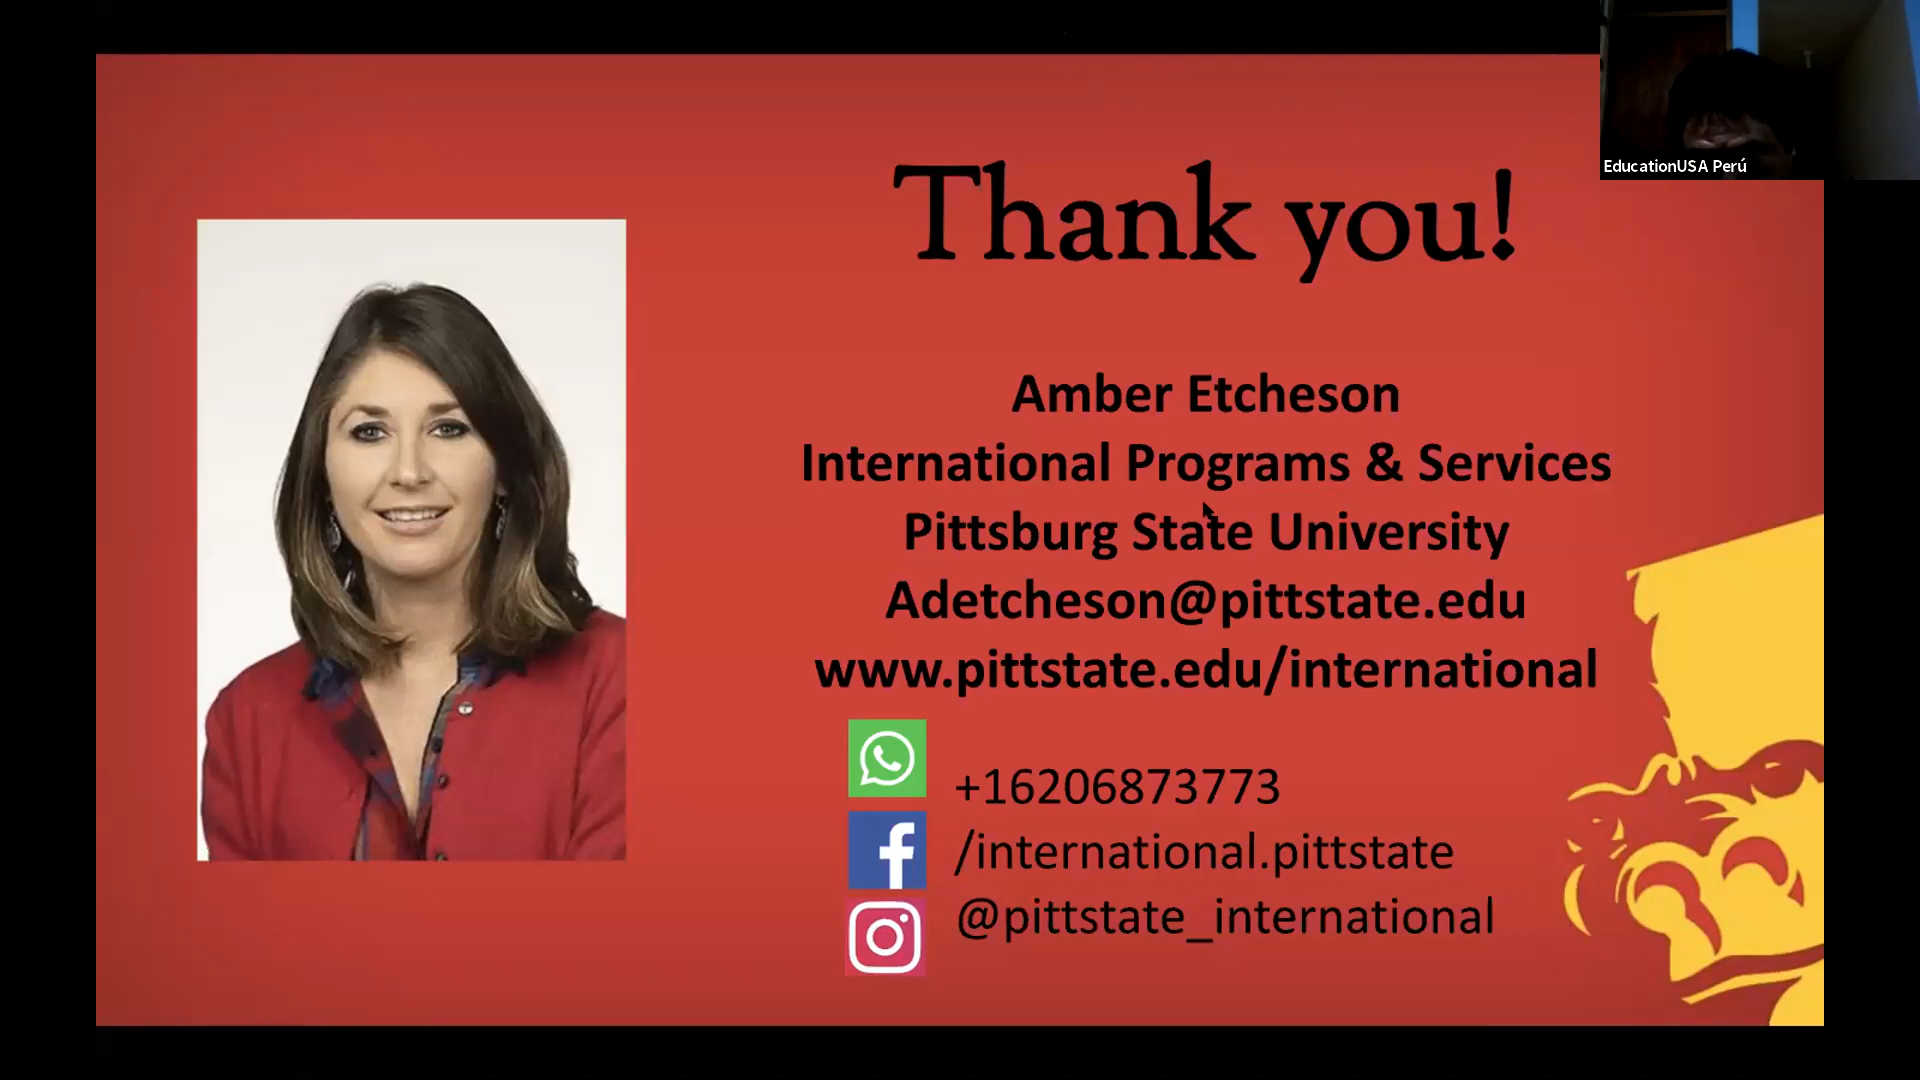 EducationUSA Perú
Thank you!
Amber Etcheson
International Programs & Services
Pittsburg State University
Adetcheson@pittstate.edu
www.pittstate.edu/international
+16206873773
/international.pittstate
@pittstate_international